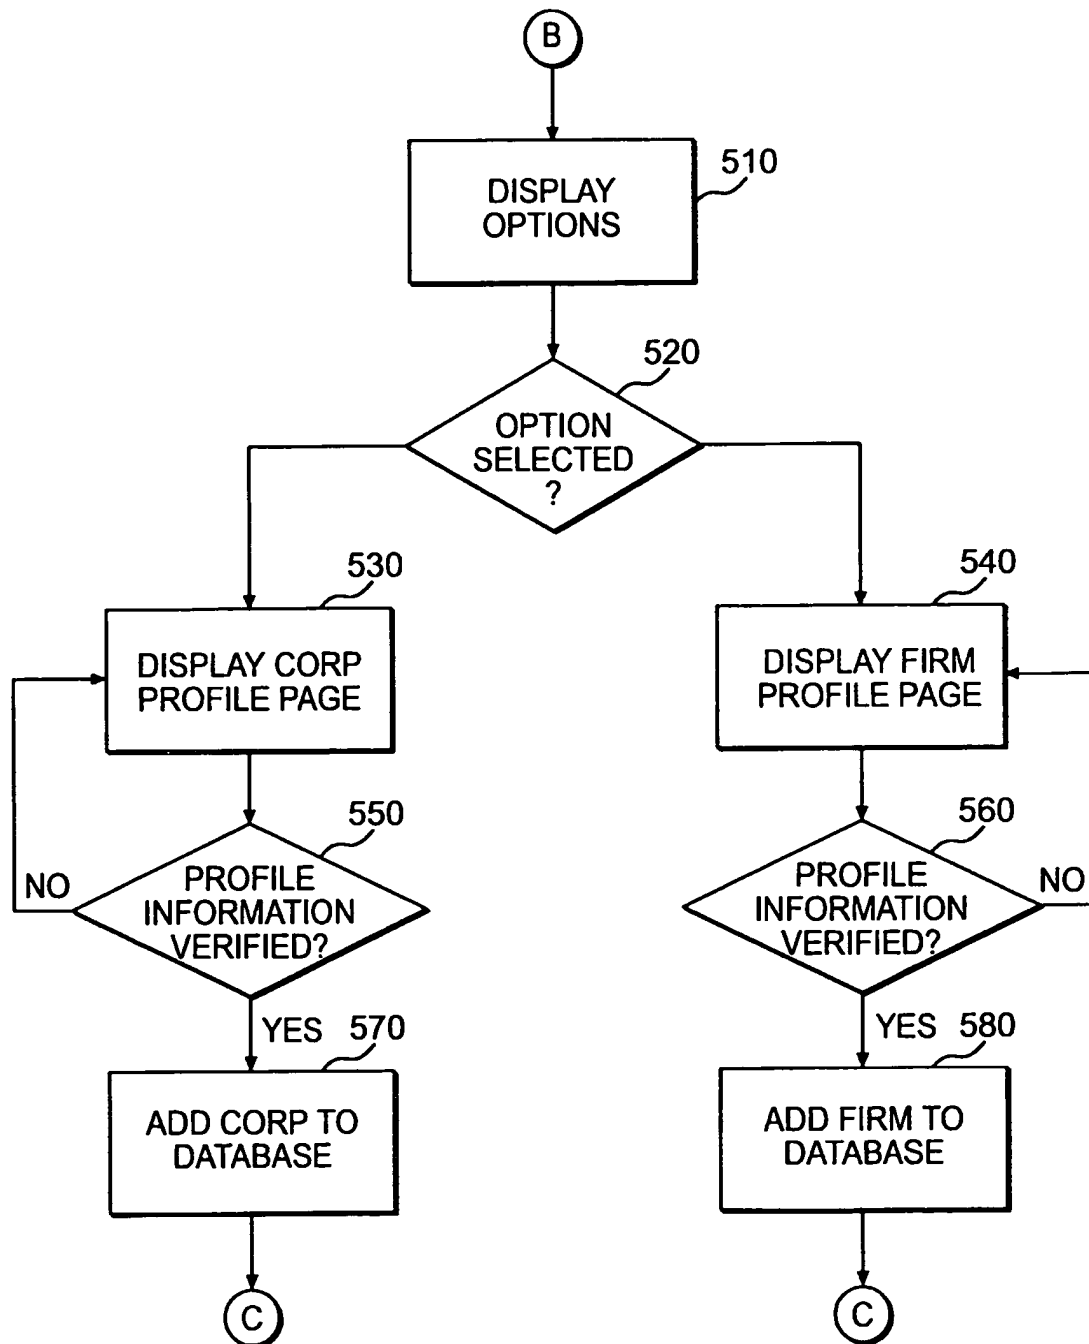 B
510
DISPLAY
OPTIONS
520
OPTION
SELECTED
?
530
540
DISPLAY CORP
PROFILE PAGE
DISPLAY FIRM
PROFILE PAGE
550
560
NO
PROFILE
INFORMATION
VERIFIED?
PROFILE
INFORMATION
VERIFIED?
NO
YES
570
YES
580
ADD CORP TO
DATABASE
ADD FIRM TO
DATABASE
C
C